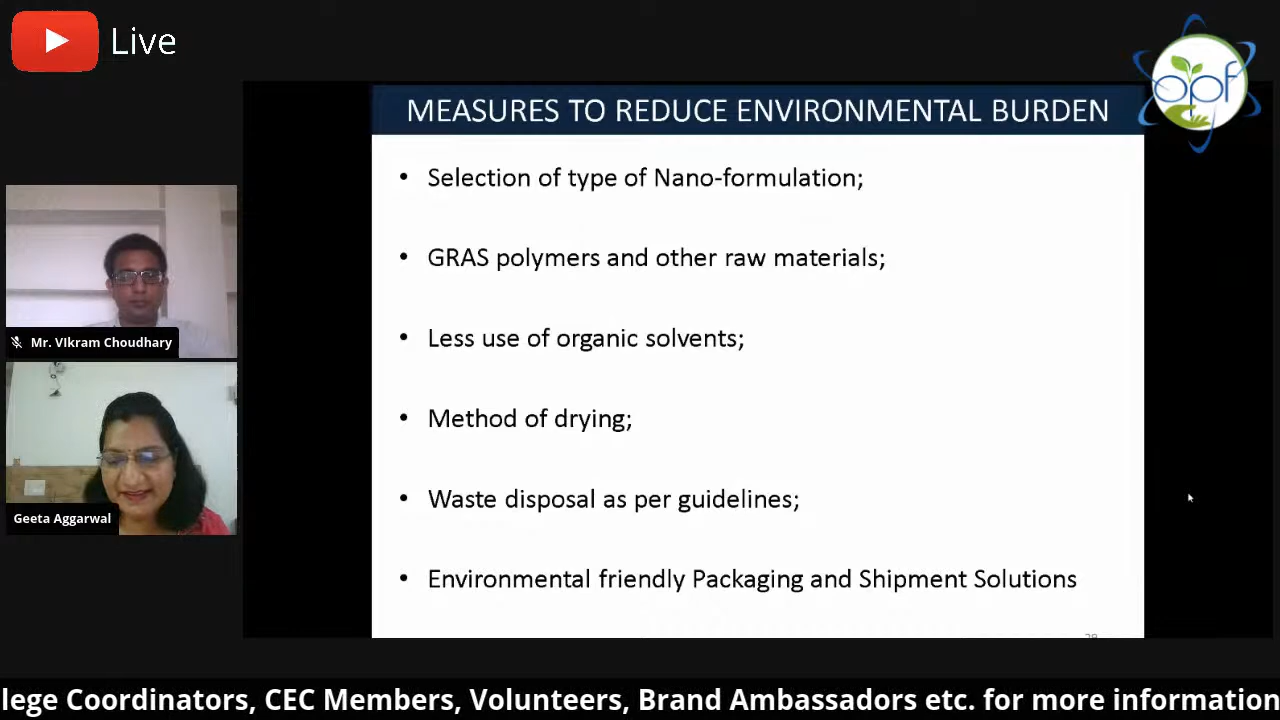 Live
opf
MEASURES TO REDUCE ENVIRONMENTAL BURDEN
• Selection of type of Nano-formulation;
• GRAS polymers and other raw materials;
• Less use of organic solvents;
• Method of drying;
• Waste disposal as per guidelines;
• Environmental friendly Packaging and Shipment Solutions
Mr. VIkram Choudhary
Geeta Aggarwal
lege Coordinators, CEC Members, Volunteers, Brand Ambassadors etc. for more information